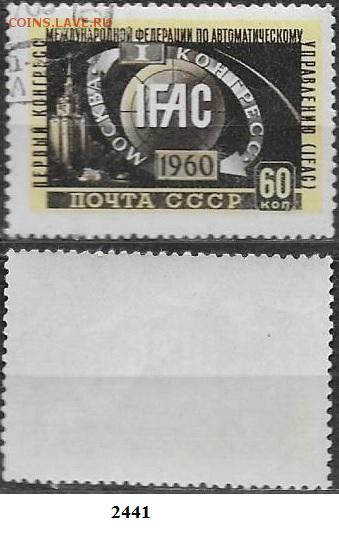 COINS.LAVE.RU
МЕЖДУНАРОДНОЙ ФЕДЕРАЦИИ ПО АВТОМАТИЧЕСКОМУ
ПЕРВЫЙ КОНГРЕСС
УПРАВЛЕНИЮ (IFAC)
I
МОСКВА
КОНГРЕСС
IFAC
1960
60
КОП
ПОЧТА СССР
2441